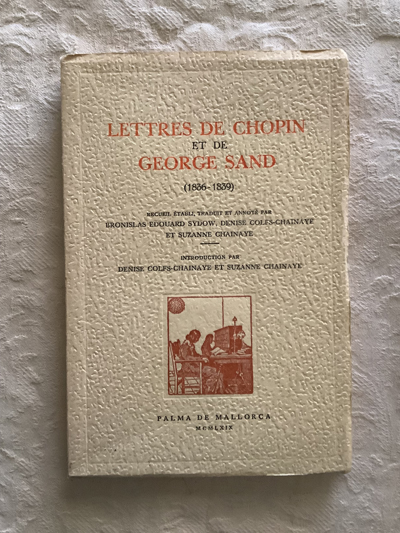 LETTRES DE CHOPIN
ET DE
GEORGE SAND
(1836-1839)
RECUEIL ÉTABLI, TRADUIT ET ANNOTÉ PAR
BRONISLAS EDOUARD SYDOW, DENISE COLFS-CHAINAYE
ET SUZANNE CHAINAYE
INTRODUCTION PAR
DENISE COLFS-CHAINAYE ET SUZANNE CHAINAYE
PALMA DE MALLORCA
MCMLXIX